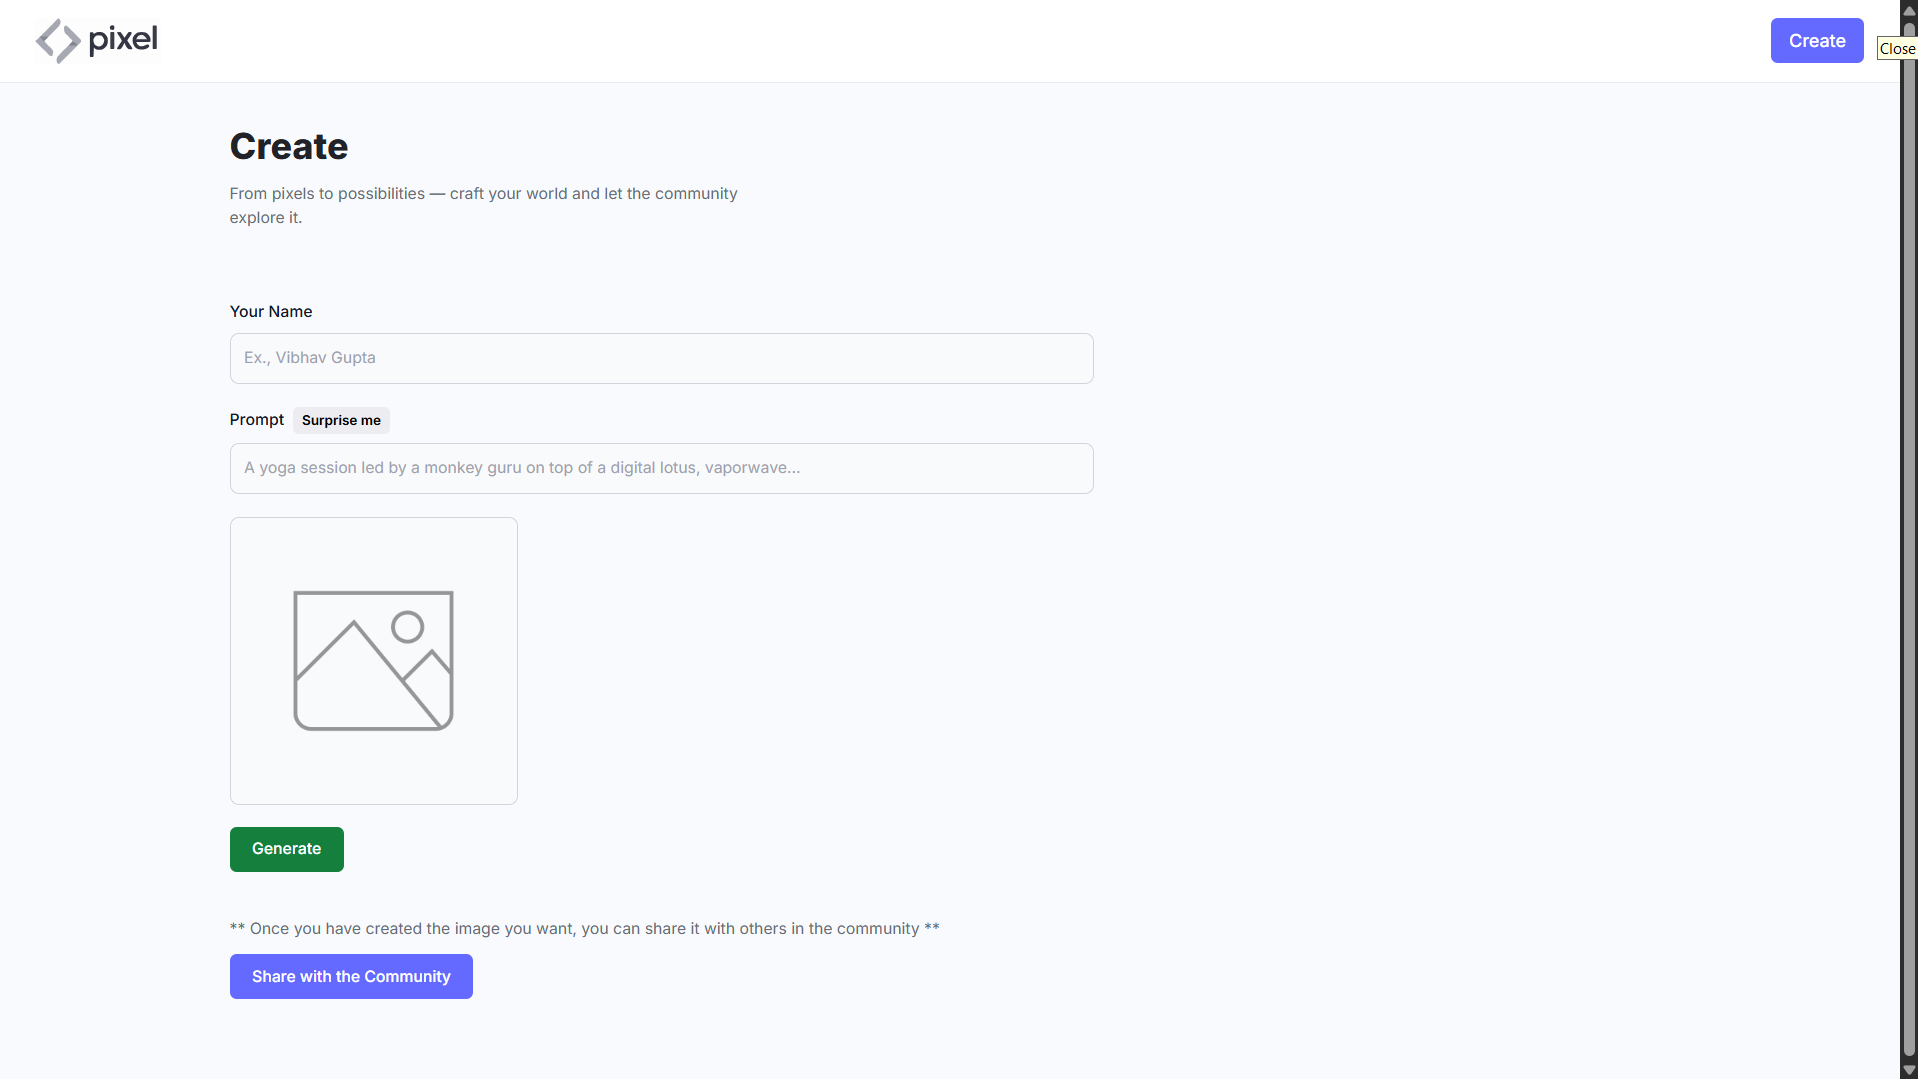 pixel
Create
Close
Create
From pixels to possibilities — craft your world and let the community
explore it.
Your Name
Ex., Vibhav Gupta
Prompt Surprise me
A yoga session led by a monkey guru on top of a digital lotus, vaporwave...
Generate
** Once you have created the image you want, you can share it with others in the community **
Share with the Community